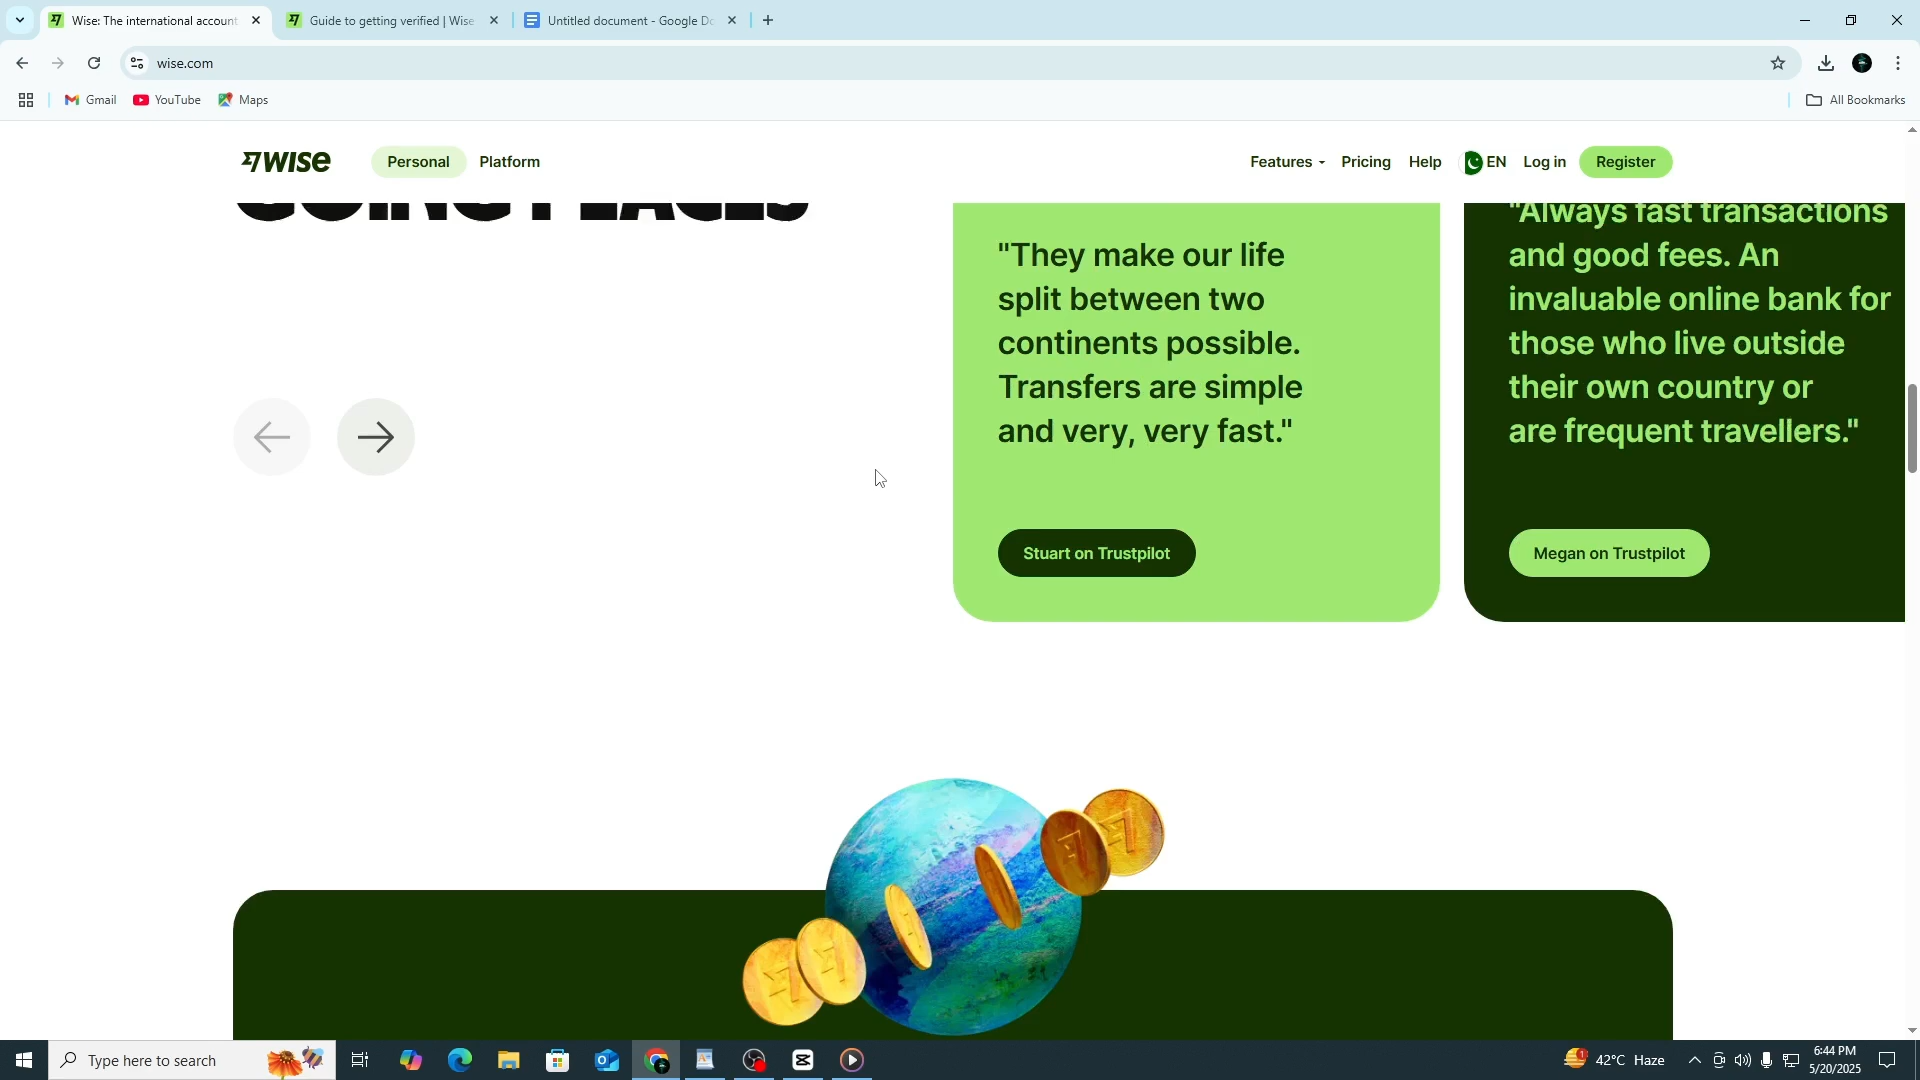 Wise: The international account
Guide to getting verified | Wise
Untitled document - Google Do
wise.com
Gmail
YouTube
Maps
All Bookmarks
WISE
Personal
Platform
Features
Pricing
Help
EN
Log in
Register
GOING PLACES
"They make our life
split between two
continents possible.
Transfers are simple
and very, very fast."
Stuart on Trustpilot
"Always fast transactions
and good fees. An
invaluable online bank for
those who live outside
their own country or
are frequent travellers."
Megan on Trustpilot
Type here to search
1
42°C Haze
6:44 PM
5/20/2025